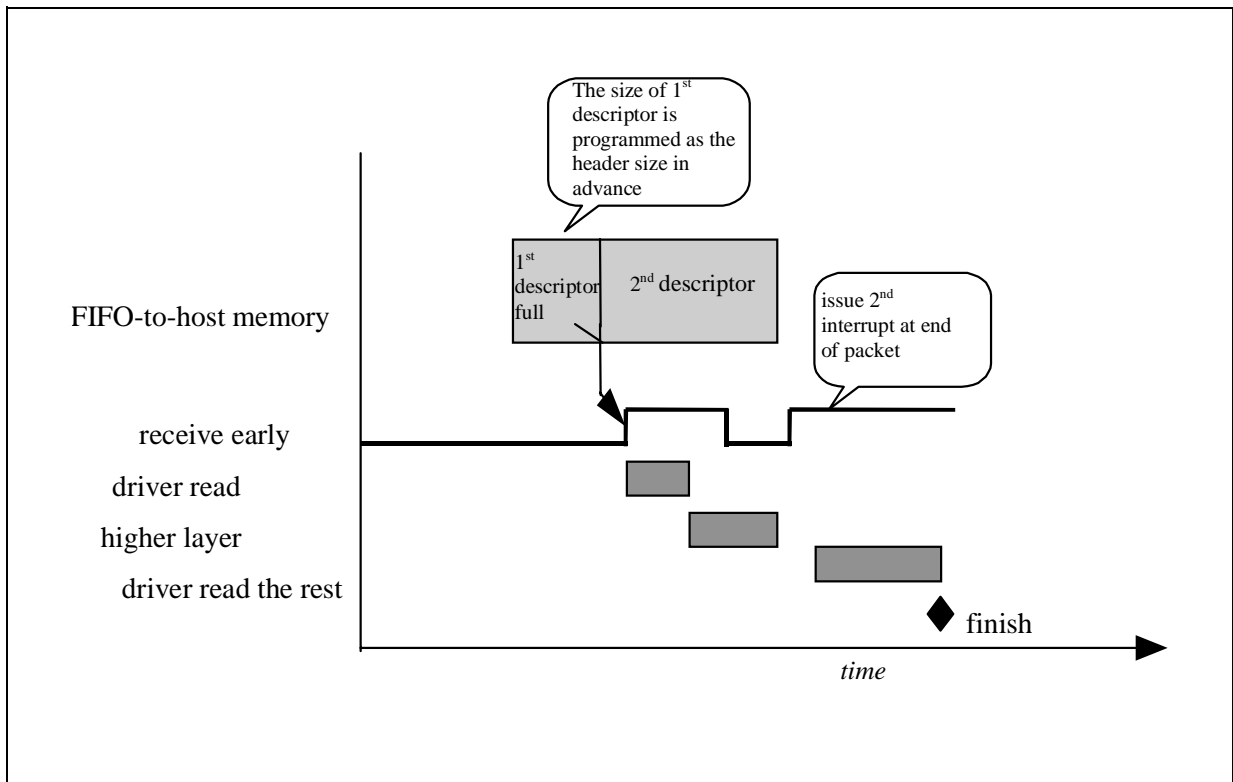 The size of 1st
descriptor is
programmed as the
header size in
advance
1st
descriptor
full
2nd descriptor
issue 2nd
interrupt at end
of packet
FIFO-to-host memory
receive early
driver read
higher layer
driver read the rest
finish
time